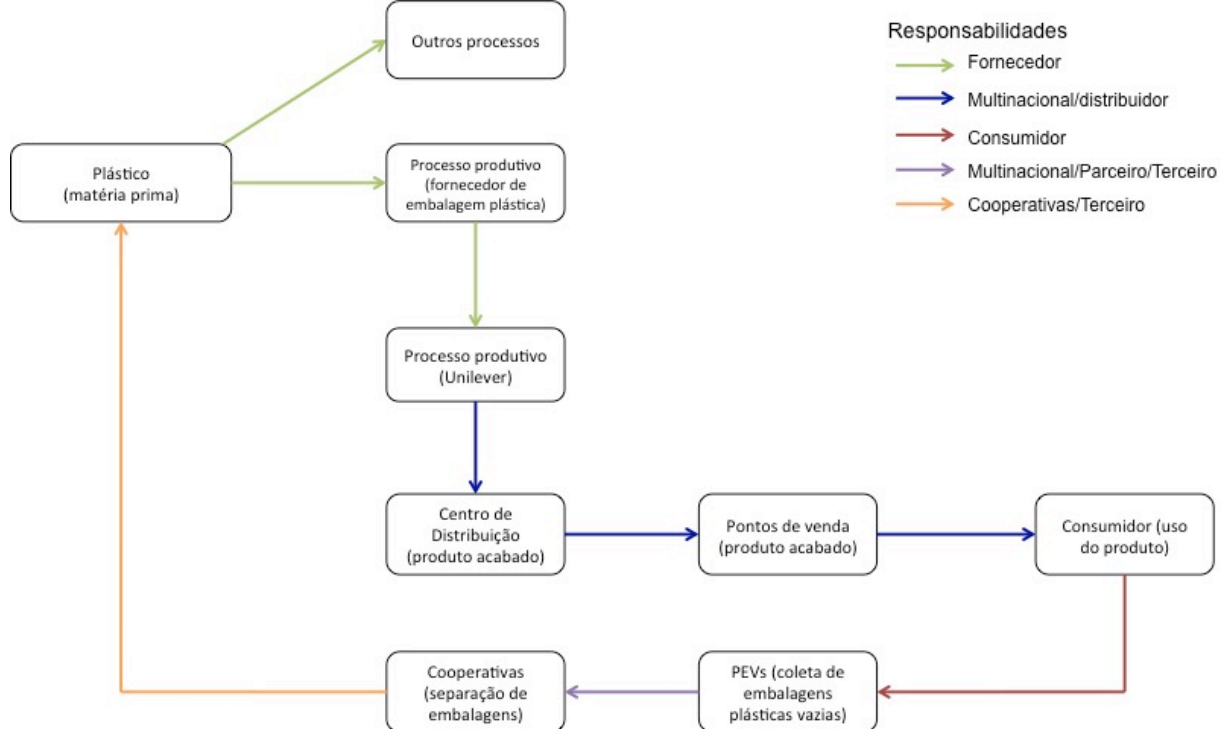 Outros processos
Responsabilidades
Fornecedor
Multinacional/distribuidor
Consumidor
Multinacional/Parceiro/Terceiro
Cooperativas/Terceiro
Plástico
(matéria prima)
Processo produtivo
(fornecedor de
embalagem plástica)
Processo produtivo
(Unilever)
Centro de
Distribuição
(produto acabado)
Pontos de venda
(produto acabado)
Consumidor (uso
do produto)
Cooperativas
(separação de
embalagens)
PEVs (coleta de
embalagens
plásticas vazias)